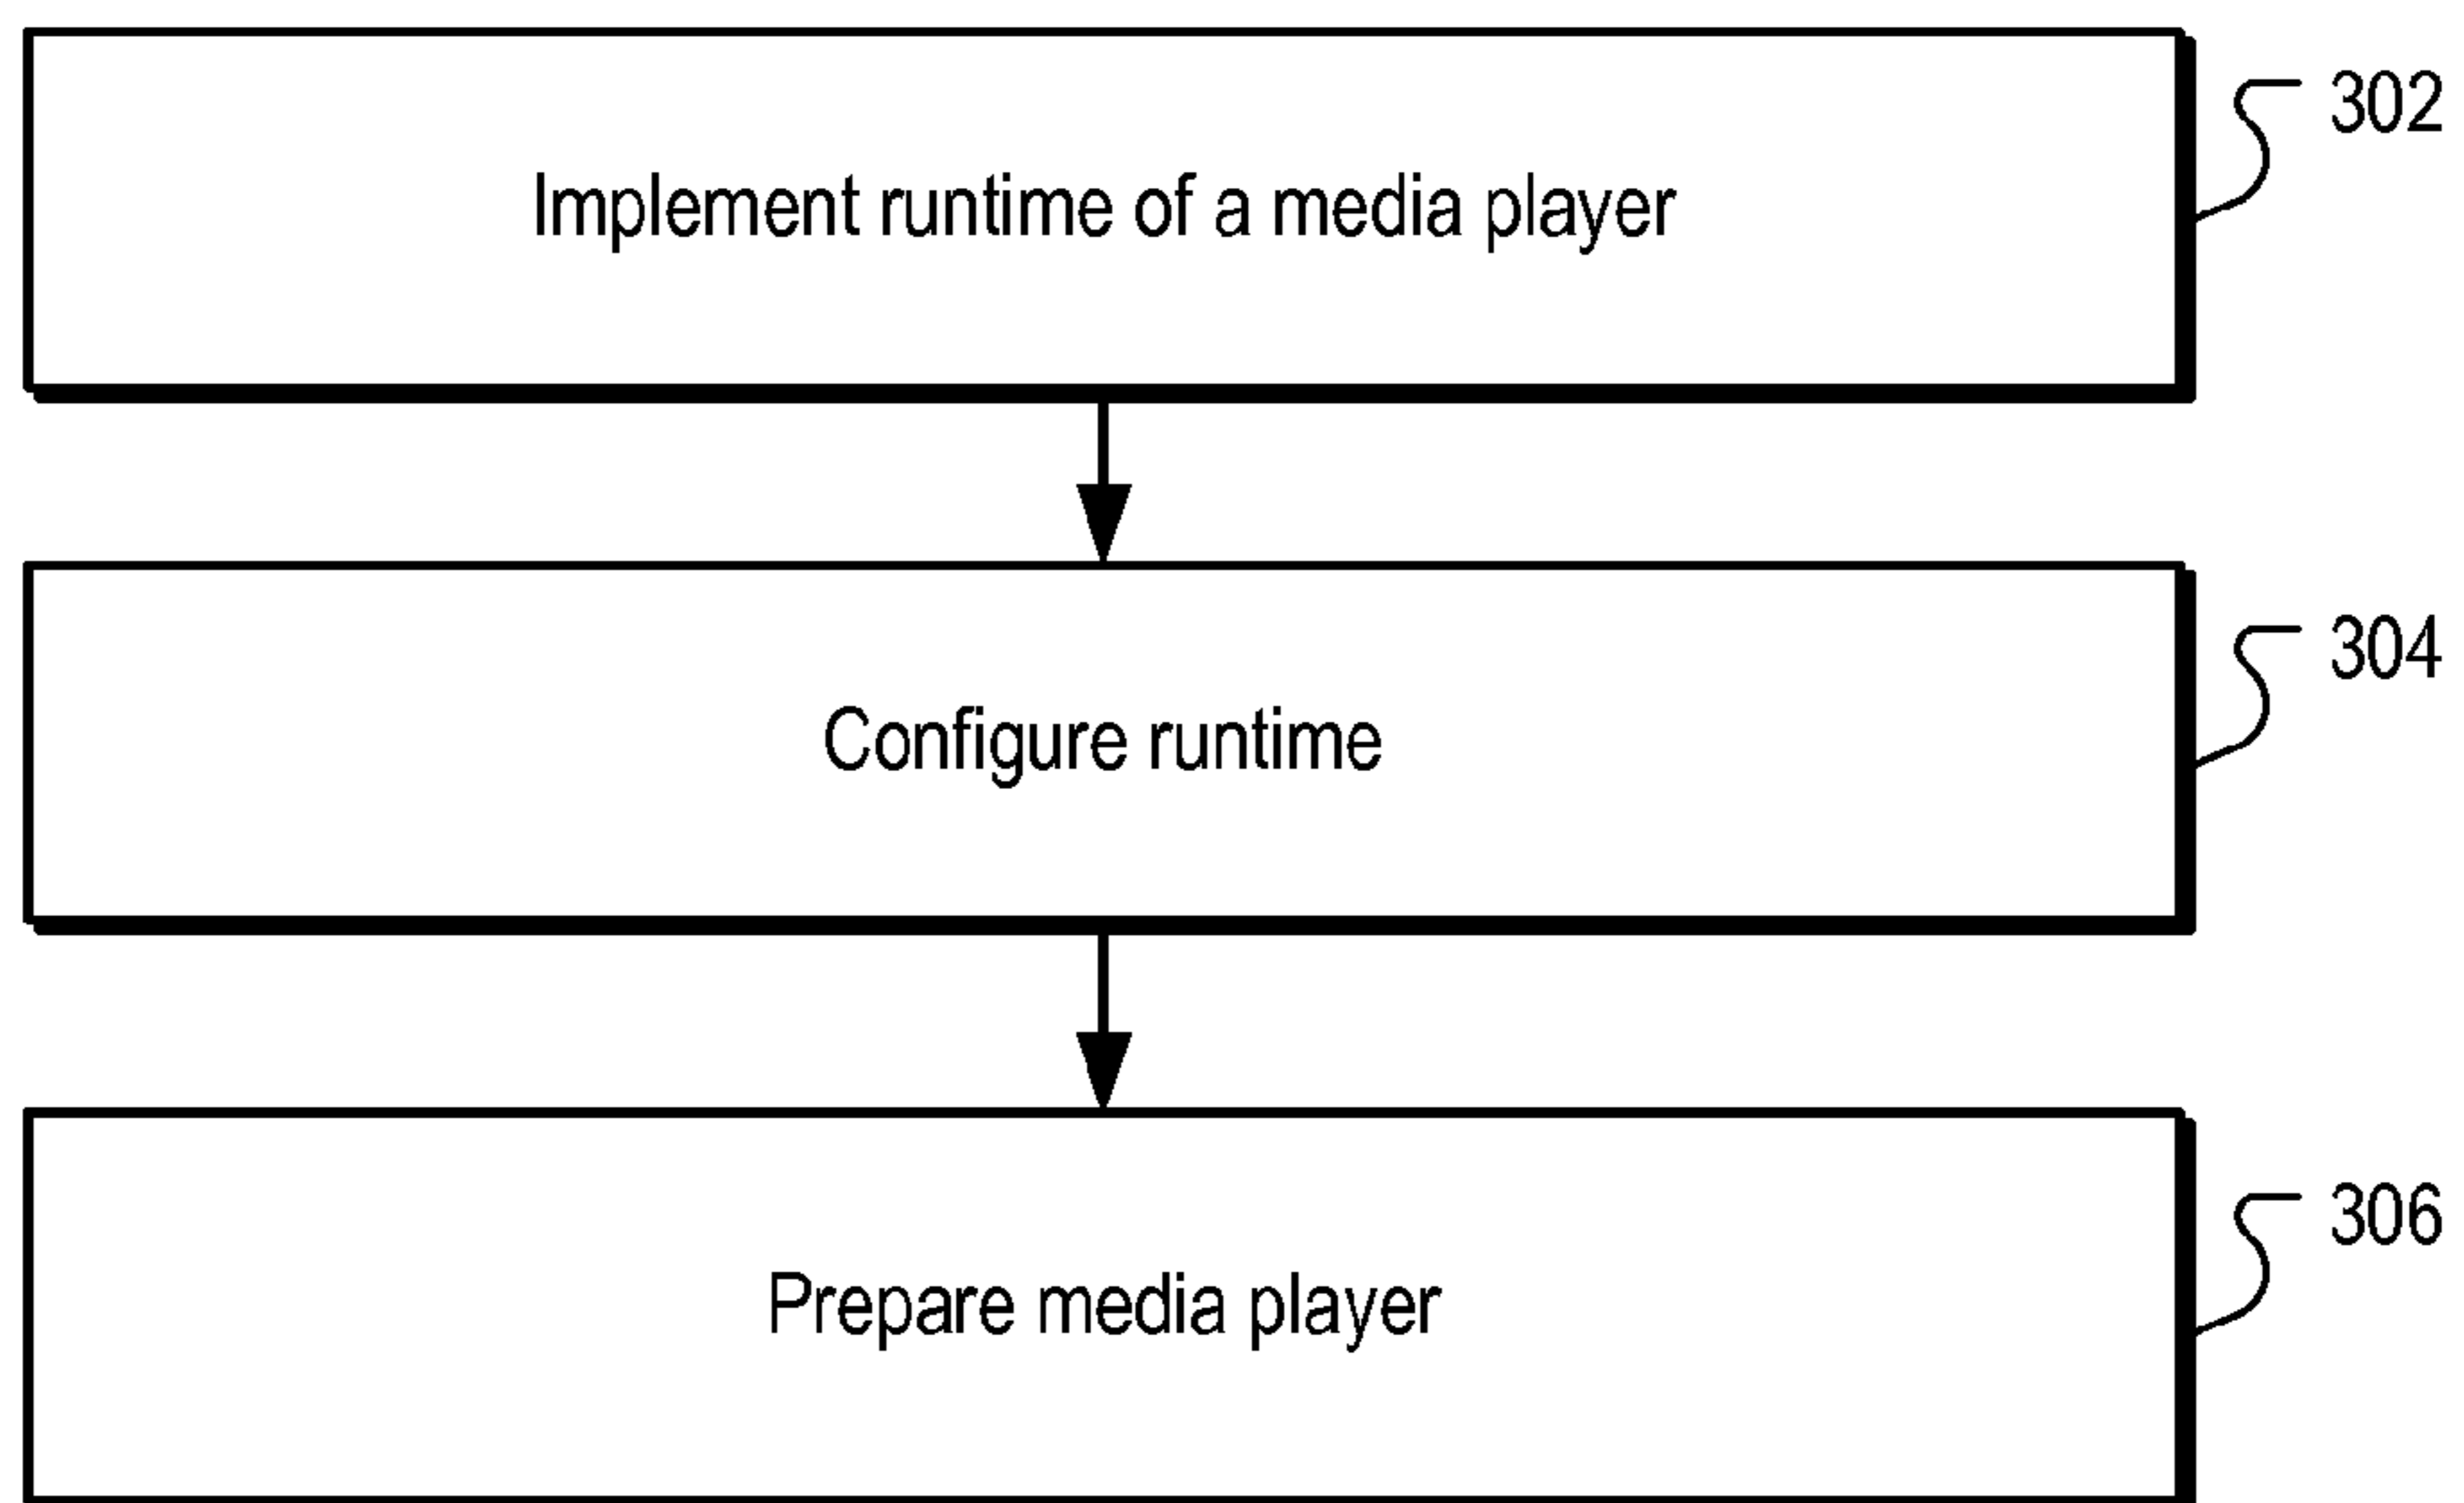 Implement runtime of a media player
302
Configure runtime
304
Prepare media player
306